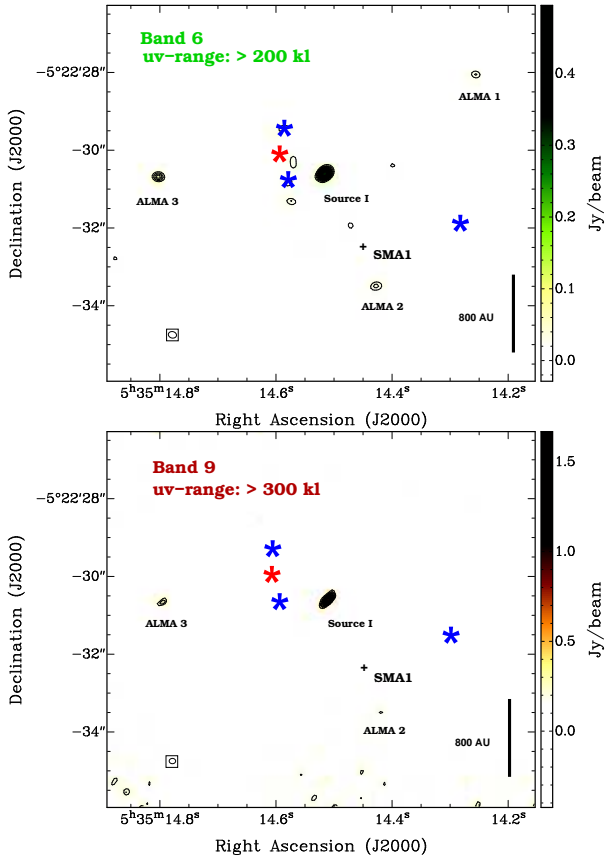 Band 6
uv-range: > 200 kl
ALMA 1
ALMA 3
Source I
SMA1
ALMA 2
800 AU
-5°22'28"
-30"
-32"
-34"
5h35m14.8s
14.6s
14.4s
14.2s
Right Ascension (J2000)
Declination (J2000)
0.4
0.3
0.2
0.1
0.0
Jy/beam
Band 9
uv-range: > 300 kl
ALMA 3
Source I
SMA1
ALMA 2
800 AU
-5°22'28"
-30"
-32"
-34"
5h35m14.8s
14.6s
14.4s
14.2s
Right Ascension (J2000)
Declination (J2000)
1.5
1.0
0.5
0.0
Jy/beam